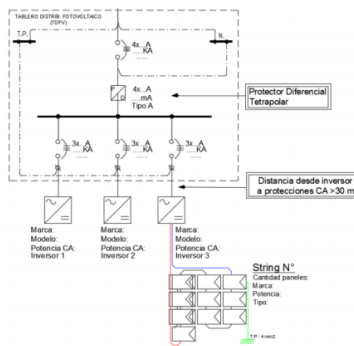 TABLERO DISTRIB. FOTOVOLTAICO
(TDFV)
T.P.
N.
4x...A
.....KA
4x...A
.....mA
Tipo A
Protector Diferencial
Tetrapolar
3x...A
.....KA
3x...A
.....KA
3x...A
.....KA
Distancia desde inversor
a protecciones CA >30 m
Marca:
Modelo:
Potencia CA:
Inversor 1
Marca:
Modelo:
Potencia CA:
Inversor 2
Marca:
Modelo:
Potencia CA:
Inversor 3
String N°
Cantidad paneles:
Marca:
Potencia:
Tipo:
T.P. 4 mm2